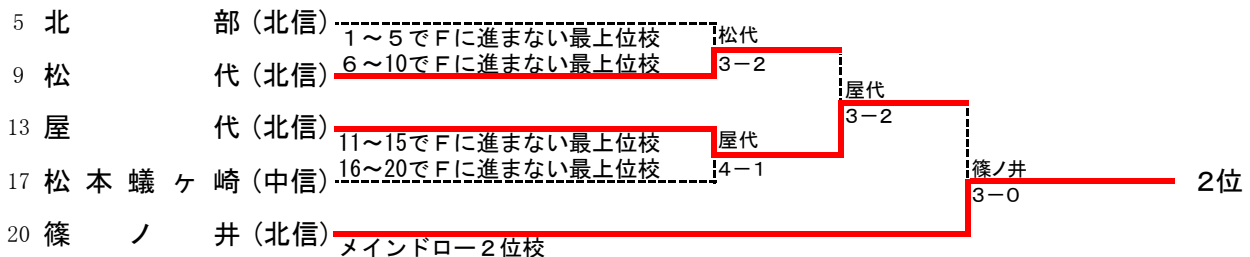 5 北部(北信)
1～5でFに進まない最上位校
松代
6～10でFに進まない最上位校
3－2
9 松代(北信)
屋代
3－2
13 屋代(北信)
11～15でFに進まない最上位校
屋代
16～20でFに進まない最上位校
4－1
17 松本蟻ヶ崎(中信)
篠ノ井
3－0
2位
20 篠ノ井(北信)
メインドロー2位校